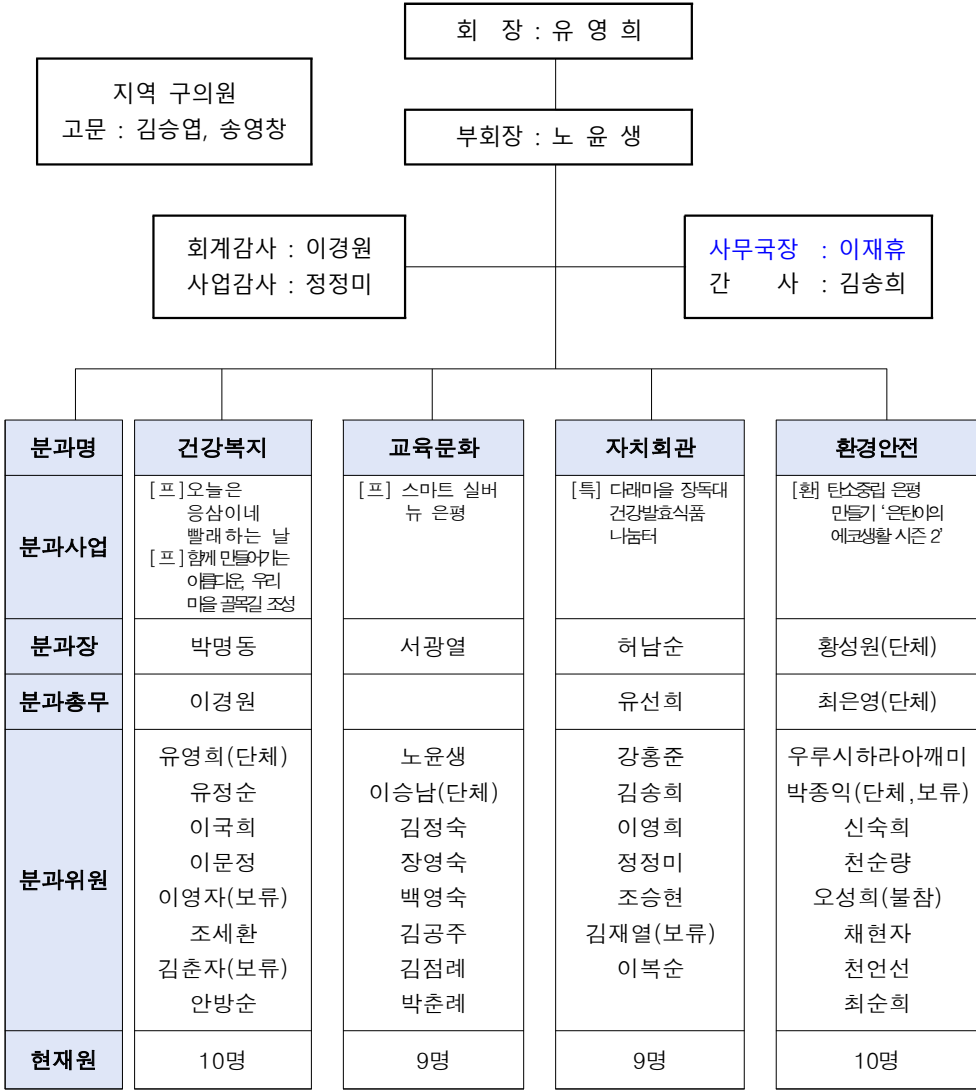 회 장 : 유 영 희
지역 구의원
고문 : 김승엽, 송영창
부회장 : 노 윤 생
회계감사 : 이경원
사업감사 : 정정미
사무국장 : 이재휴
간 사 : 김송희
분과명 건강복지 교육문화 자치회관 환경안전
분과사업
[프]오늘은
응삼이네
빨래하는 날
[프]함께 만들어가는
아름다운, 우리
마을 골목길 조성
[프] 스마트 실버
뉴 은평
[특] 다래마을 장독대
건강발효식품
나눔터
[환] 탄소중립 은평
만들기 ‘은탄이의
에코생활 시즌 2’
분과장 박명동 서광열 허남순 황성원(단체)
분과총무 이경원 유선희 최은영(단체)
분과위원
유영희(단체)
유정순
이국희
이문정
이영자(보류)
조세환
김춘자(보류)
안방순
노윤생
이승남(단체)
김정숙
장영숙
백영숙
김공주
김점례
박춘례
강홍준
김송희
이영희
정정미
조승현
김재열(보류)
이복순
우루시하라아깨미
박종익(단체,보류)
신숙희
천순량
오성희(불참)
채현자
천언선
최순희
현재원 10명 9명 9명 10명